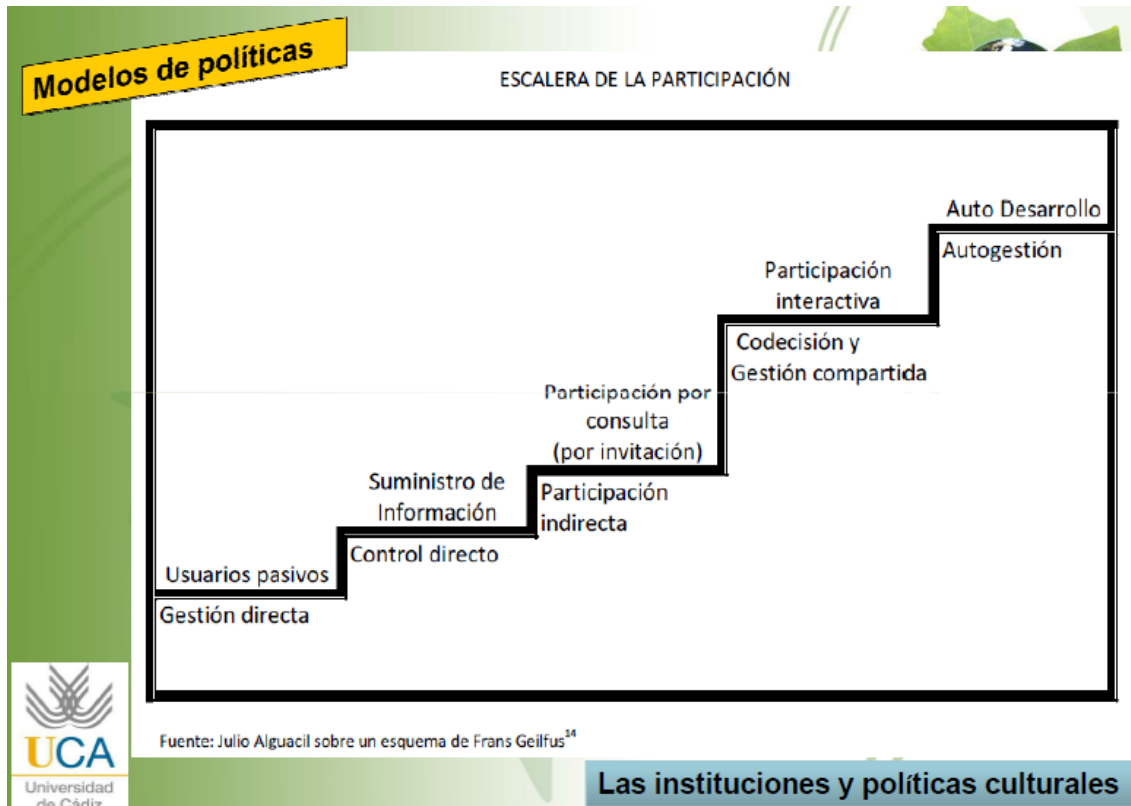 Modelos de políticas
ESCALERA DE LA PARTICIPACIÓN
Auto Desarrollo
Autogestión
Participación
interactiva
Codecisión y
Gestión compartida
Participación por
consulta
(por invitación)
Participación
indirecta
Suministro de
Información
Control directo
Usuarios pasivos
Gestión directa
Fuente: Julio Alguacil sobre un esquema de Frans Geilfus14
UCA
Universidad
de Cádiz
Las instituciones y políticas culturales